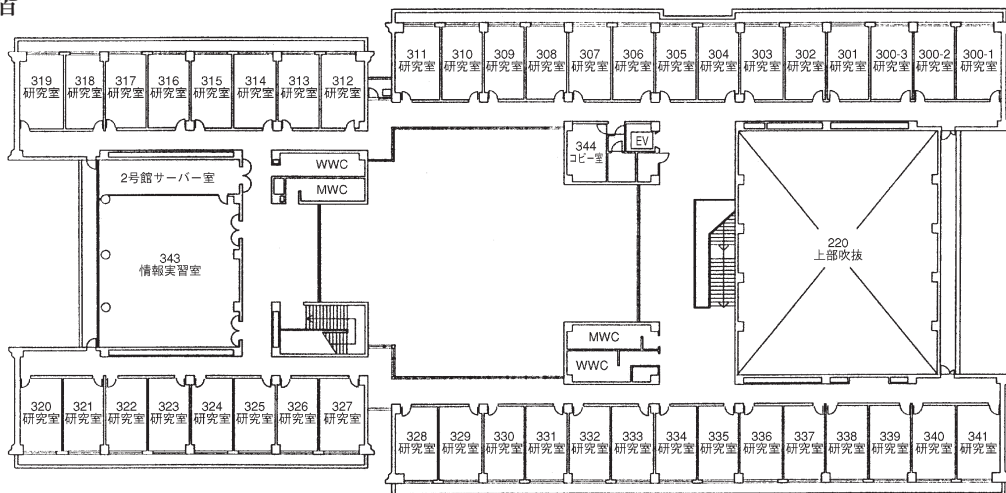 階
311 310 309 308 307 306 305 304 303 302 301 300-3 300-2 300-1
研究室 研究室 研究室 研究室 研究室 研究室 研究室 研究室 研究室 研究室 研究室 研究室 研究室 研究室
319 318 317 316 315 314 313 312
研究室 研究室 研究室 研究室 研究室 研究室 研究室 研究室
344
コピー室
EV
WWC
MWC
2号館サーバー室
343
情報実習室
220
上部吹抜
MWC
WWC
320 321 322 323 324 325 326 327
研究室 研究室 研究室 研究室 研究室 研究室 研究室 研究室
328 329 330 331 332 333 334 335 336 337 338 339 340 341
研究室 研究室 研究室 研究室 研究室 研究室 研究室 研究室 研究室 研究室 研究室 研究室 研究室 研究室